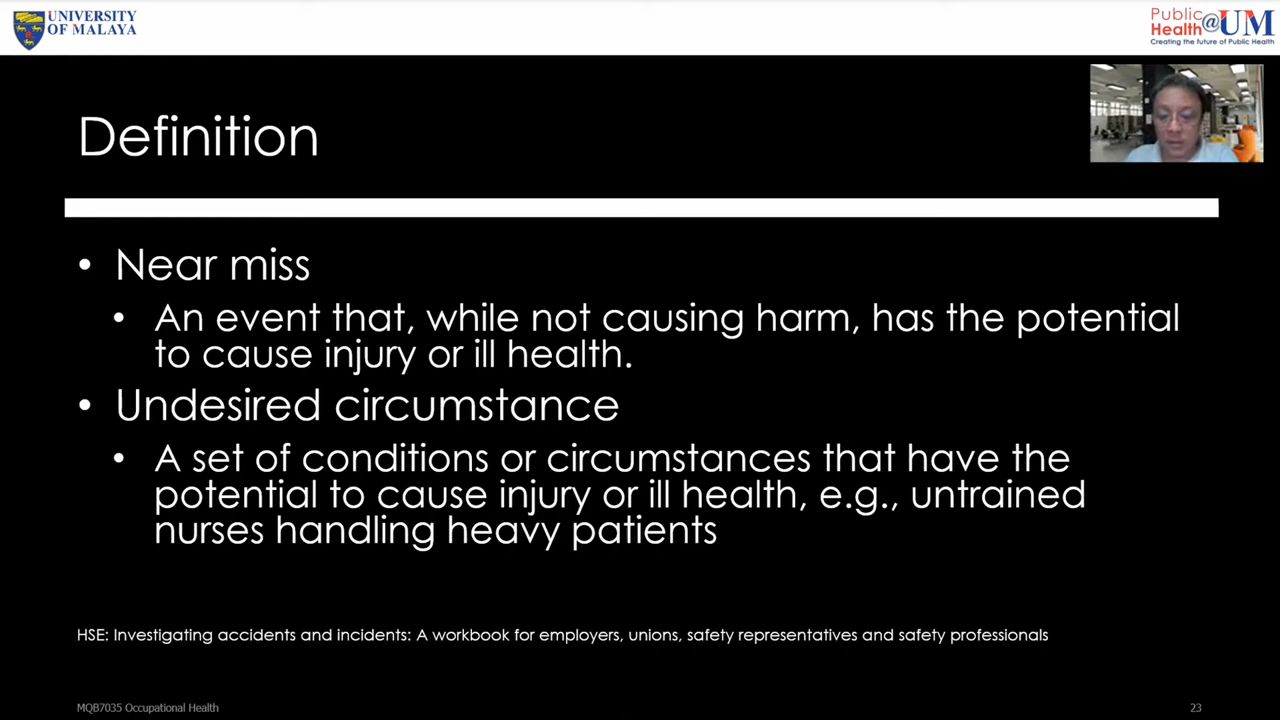 UNIVERSITY
OF MALAYA
Public
Health@UM
Creating the future of Public Health
Definition
• Near miss
• An event that, while not causing harm, has the potential
to cause injury or ill health.
• Undesired circumstance
• A set of conditions or circumstances that have the
potential to cause injury or ill health, e.g., untrained
nurses handling heavy patients
HSE: Investigating accidents and incidents: A workbook for employers, unions, safety representatives and safety professionals
MQB7035 Occupational Health
23